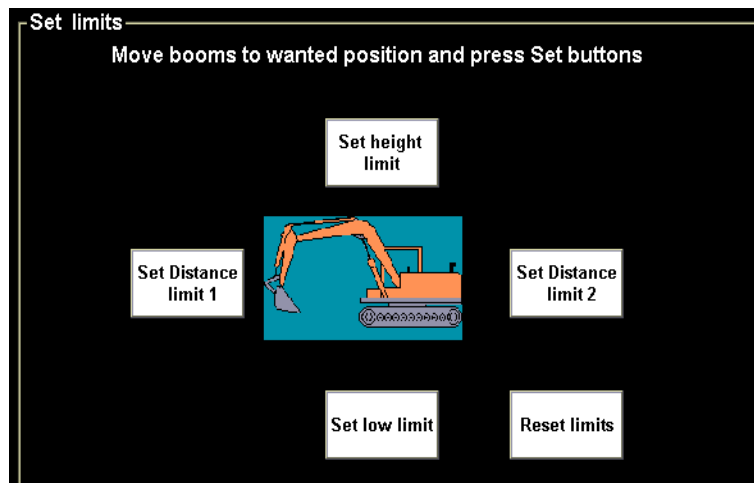 Set limits
Move booms to wanted position and press Set buttons
Set height
limit
Set Distance
limit 1
Set Distance
limit 2
Set low limit
Reset limits